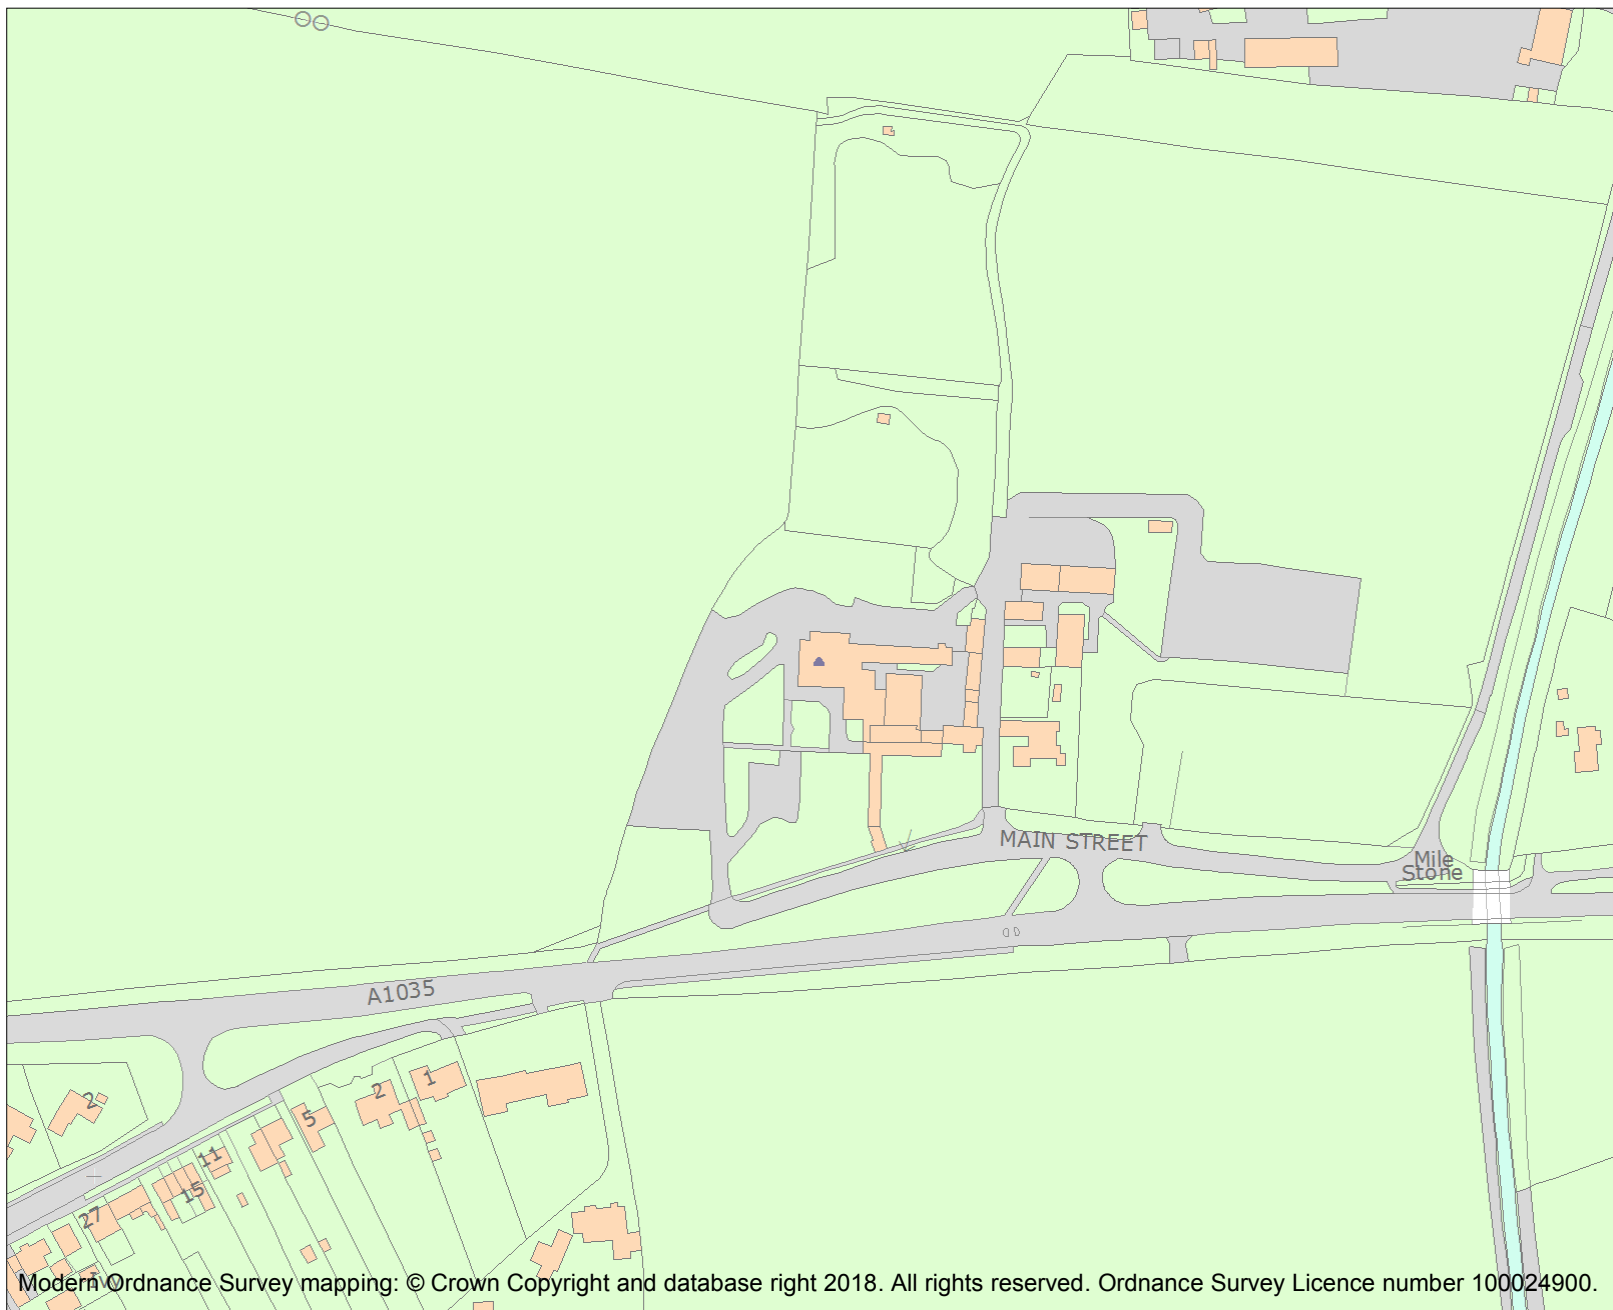 MAIN STREET
Mile
Stone
A1035
2
2
1
5
11
15
27
Modern Ordnance Survey mapping: © Crown Copyright and database right 2018. All rights reserved. Ordnance Survey Licence number 100024900.